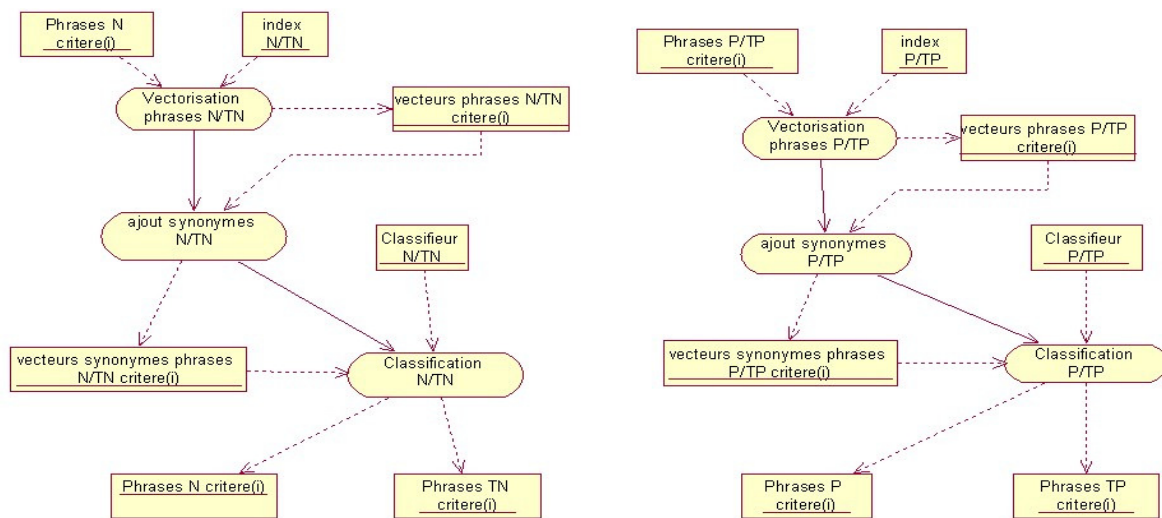 Phrases N
critere(i)
index
N/TN
Vectorisation
phrases N/TN
vecteurs phrases N/TN
critere(i)
ajout synonymes
N/TN
Classifieur
N/TN
vecteurs synonymes phrases
N/TN critere(i)
Classification
N/TN
Phrases N critere(i)
Phrases TN
critere(i)
Phrases P/TP
critere(i)
index
P/TP
Vectorisation
phrases P/TP
vecteurs phrases P/TP
critere(i)
ajout synonymes
P/TP
Classifieur
P/TP
vecteurs synonymes phrases
P/TP critere(i)
Classification
P/TP
Phrases P
critere(i)
Phrases TP
critere(i)